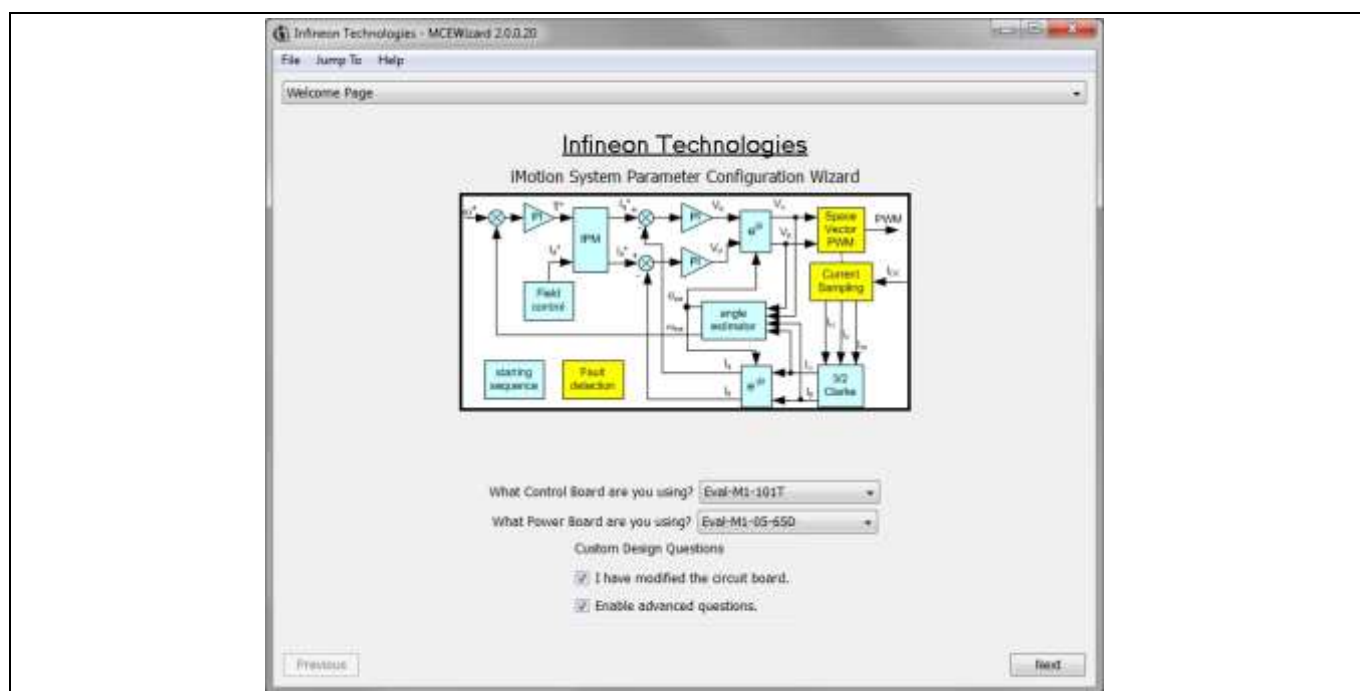 Infineon Technologies - MCEWizard 2.0.0.20
File Jump To Help
Welcome Page
Infineon Technologies
iMotion System Parameter Configuration Wizard
PI
T*
IPM
PI
PI
Space
Vector
PWM
PWM
Current
Sampling
Field
control
angle
estimator
starting
sequence
Fault
detection
3/2
Clarke
What Control Board are you using? Eval-M1-101T
What Power Board are you using? Eval-M1-05-65D
Custom Design Questions
I have modified the circuit board.
Enable advanced questions.
Previous
Next